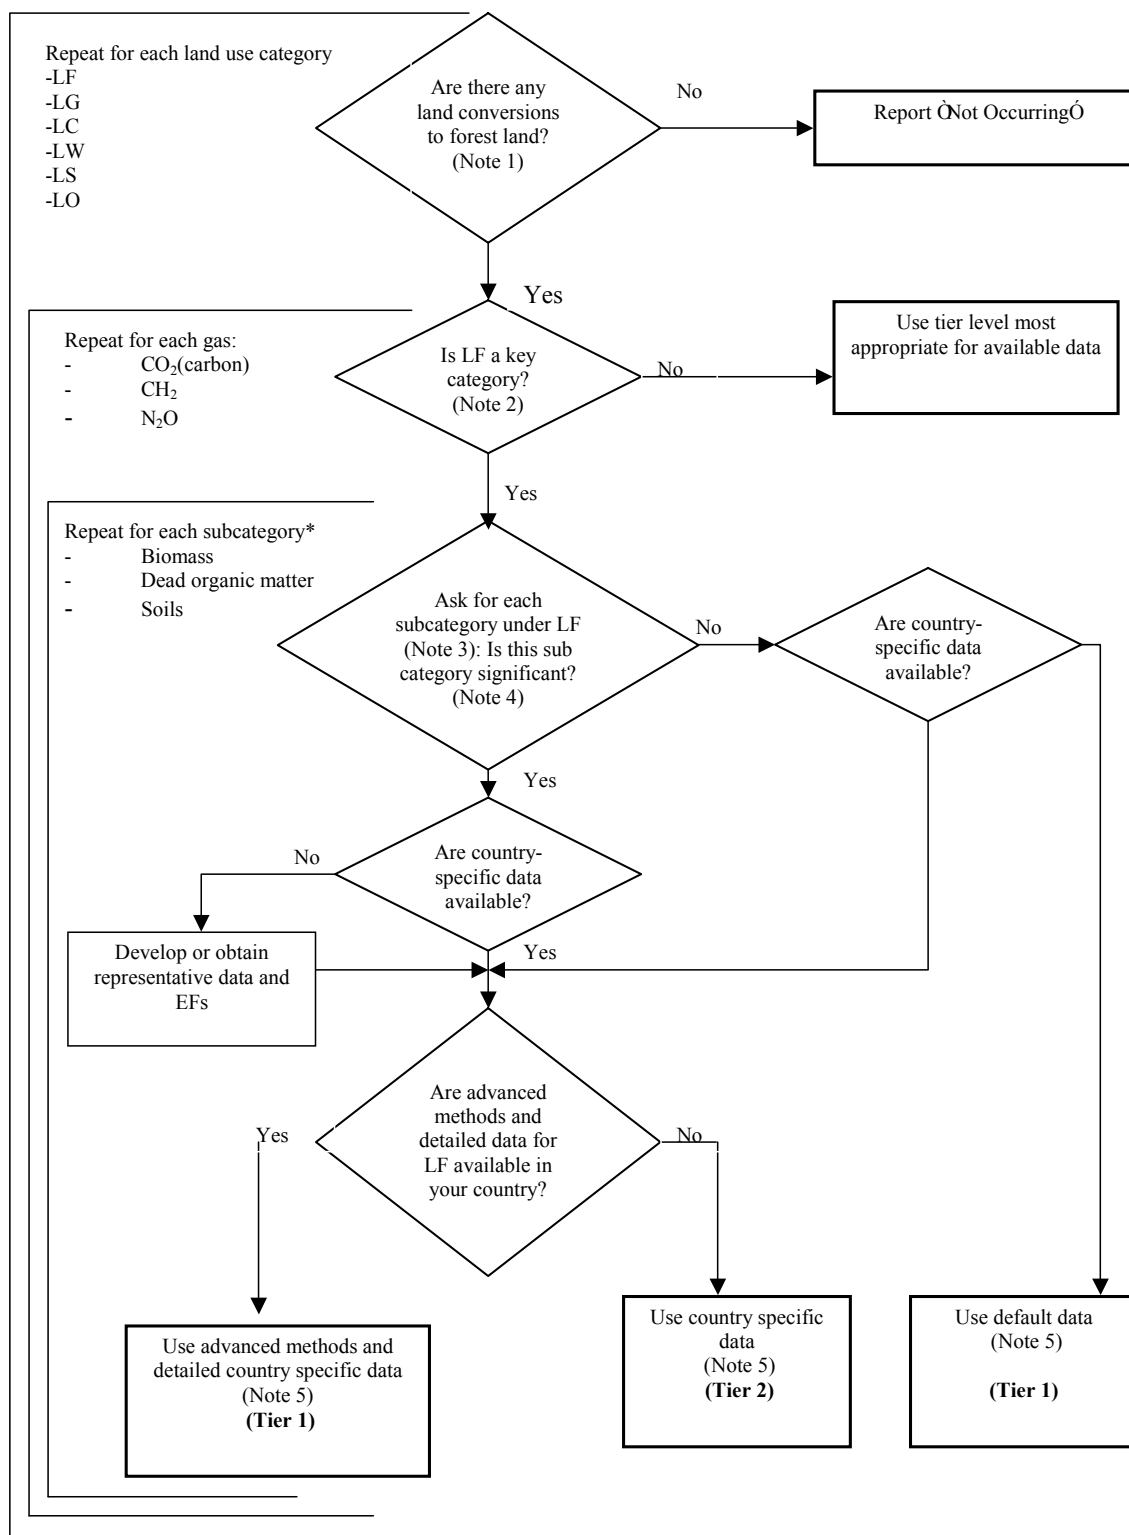 Repeat for each land use category
-LF
-LG
-LC
-LW
-LS
-LO
Are there any
land conversions
to forest land?
(Note 1)
No
Report ÒNot OccurringÓ
Yes
Repeat for each gas:
- CO₂(carbon)
- CH₂
- N₂O
Is LF a key
category?
(Note 2)
No
Use tier level most
appropriate for available data
Yes
Repeat for each subcategory*
- Biomass
- Dead organic matter
- Soils
Ask for each
subcategory under LF
(Note 3): Is this sub
category significant?
(Note 4)
No
Are country-
specific data
available?
Yes
No
Are country-
specific data
available?
Yes
Develop or obtain
representative data and
EFs
Are advanced
methods and
detailed data for
LF available in
your country?
Yes
No
Use advanced methods and
detailed country specific data
(Note 5)
(Tier 1)
Use country specific
data
(Note 5)
(Tier 2)
Use default data
(Note 5)
(Tier 1)